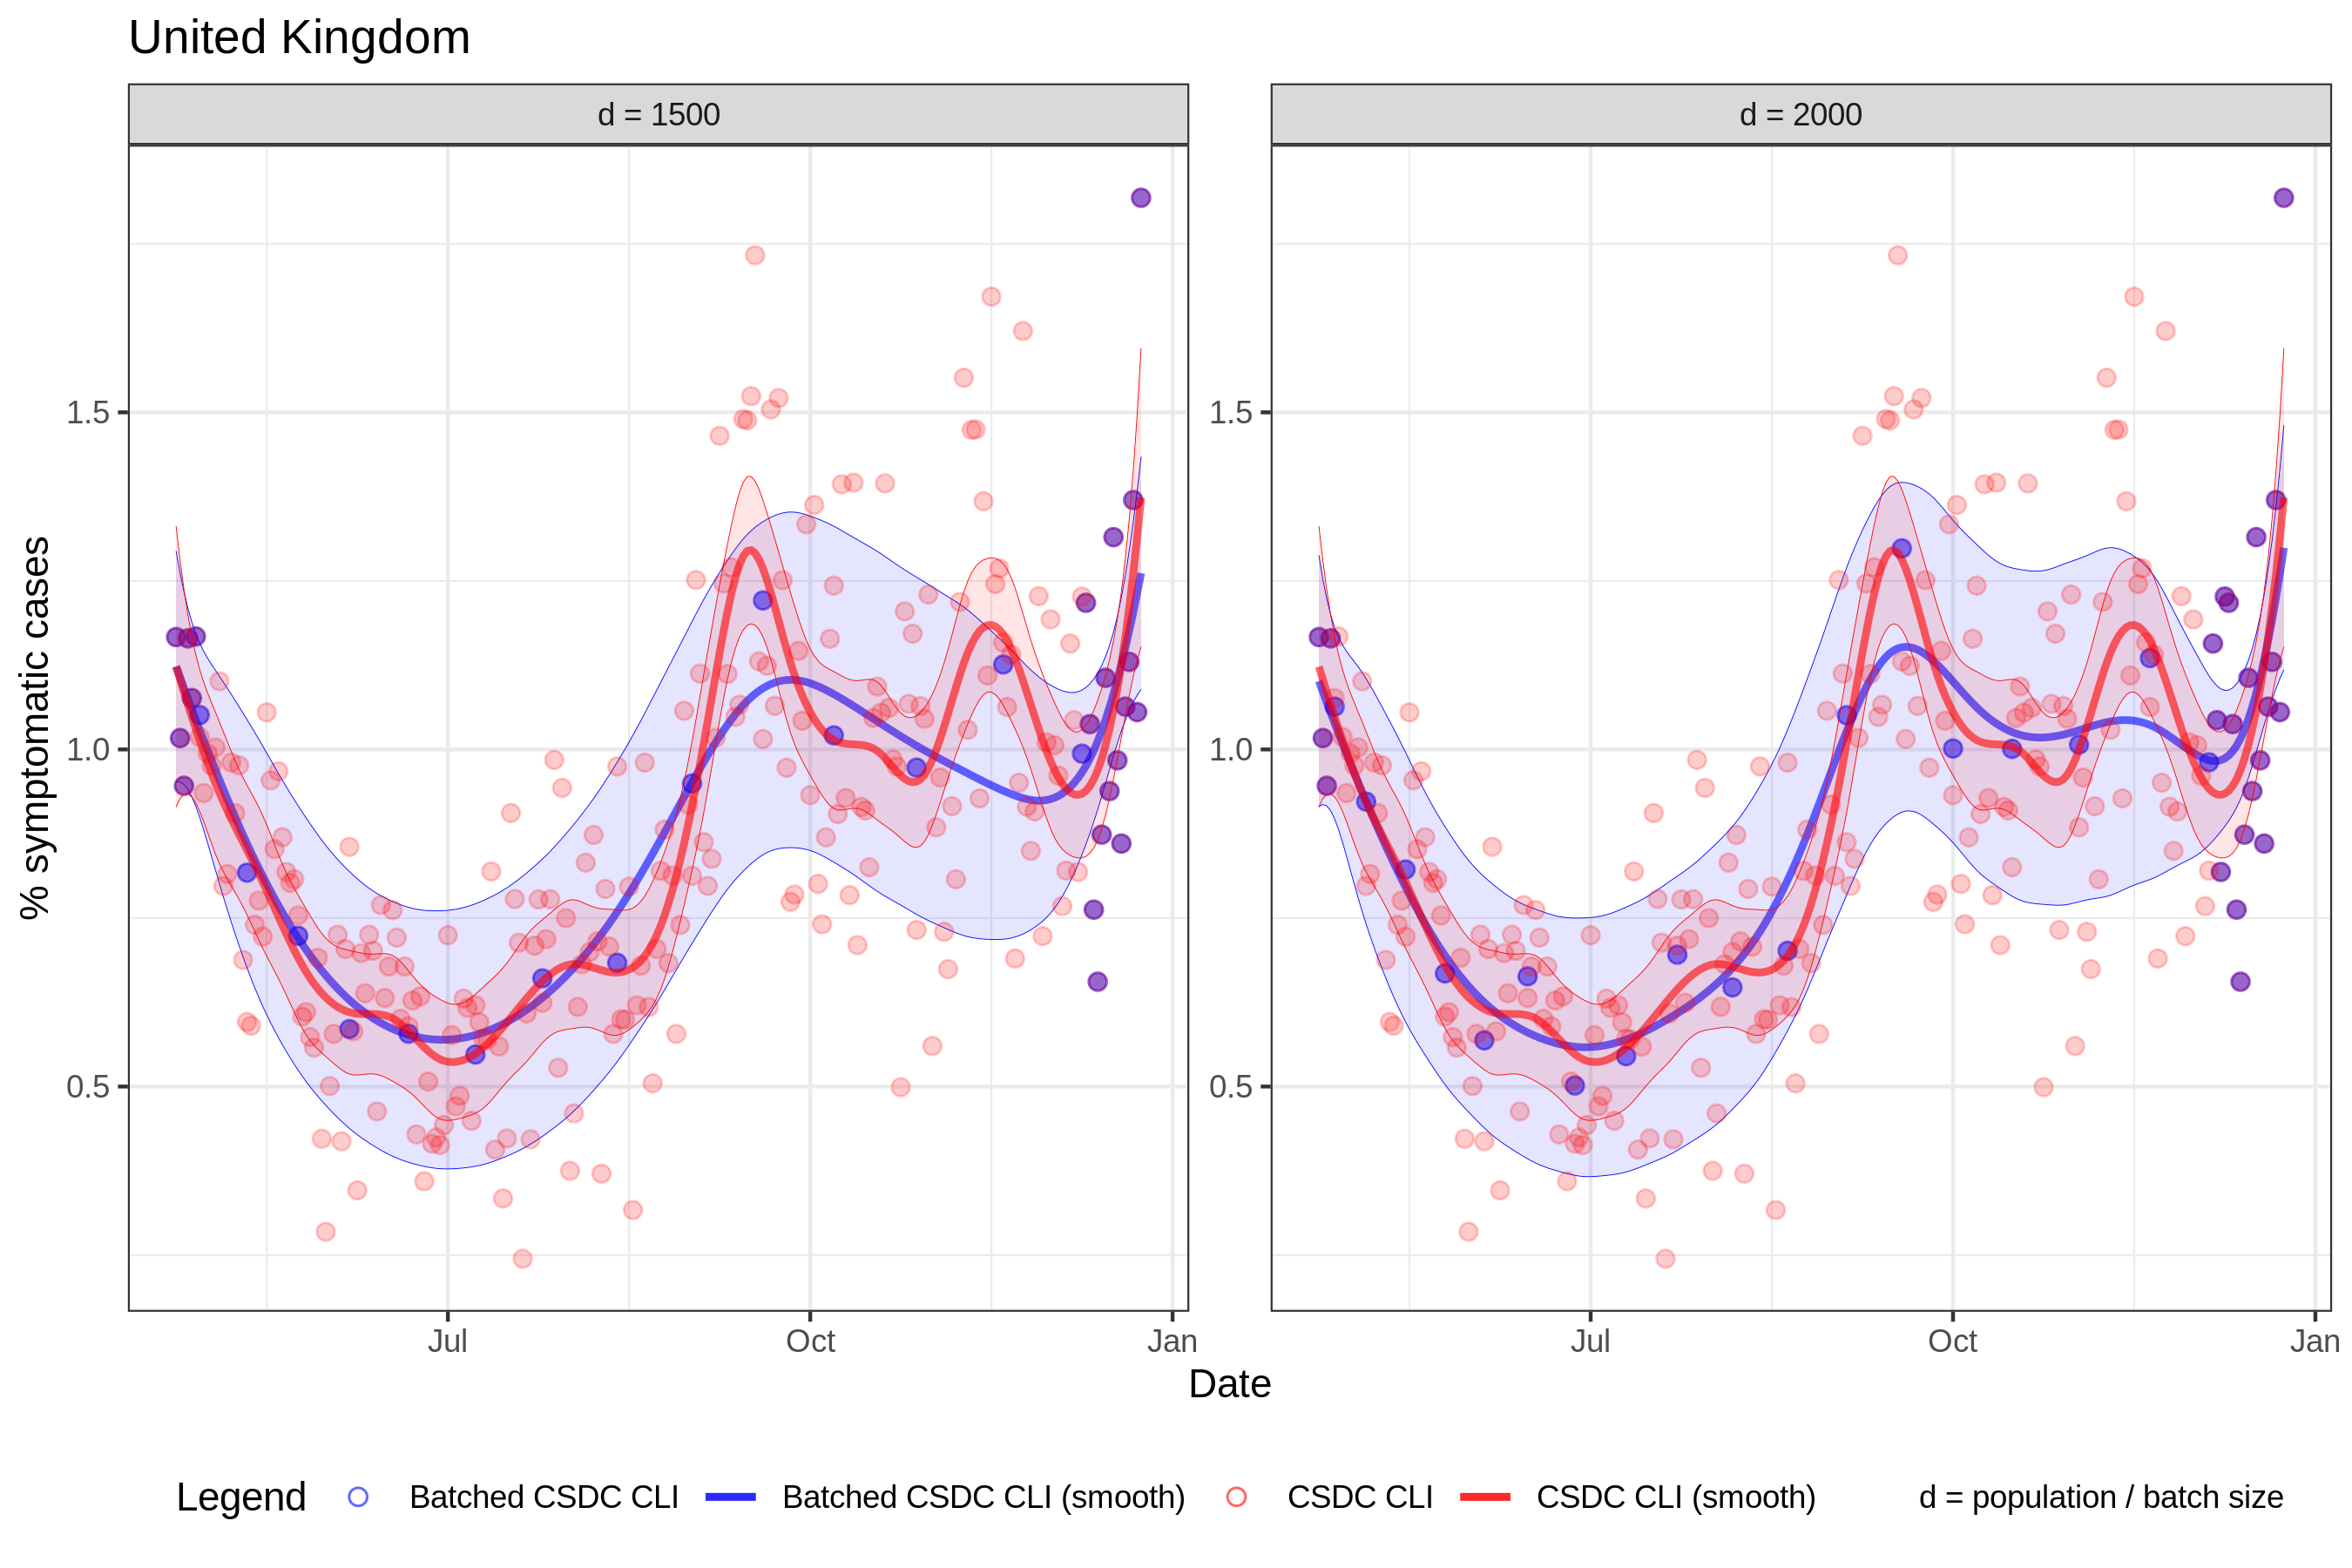 United Kingdom
d = 1500
d = 2000
% symptomatic cases
1.5
1.0
0.5
1.5
1.0
0.5
Jul
Oct
Jan
Jul
Oct
Jan
Date
Legend
Batched CSDC CLI
Batched CSDC CLI (smooth)
CSDC CLI
CSDC CLI (smooth)
d = population / batch size